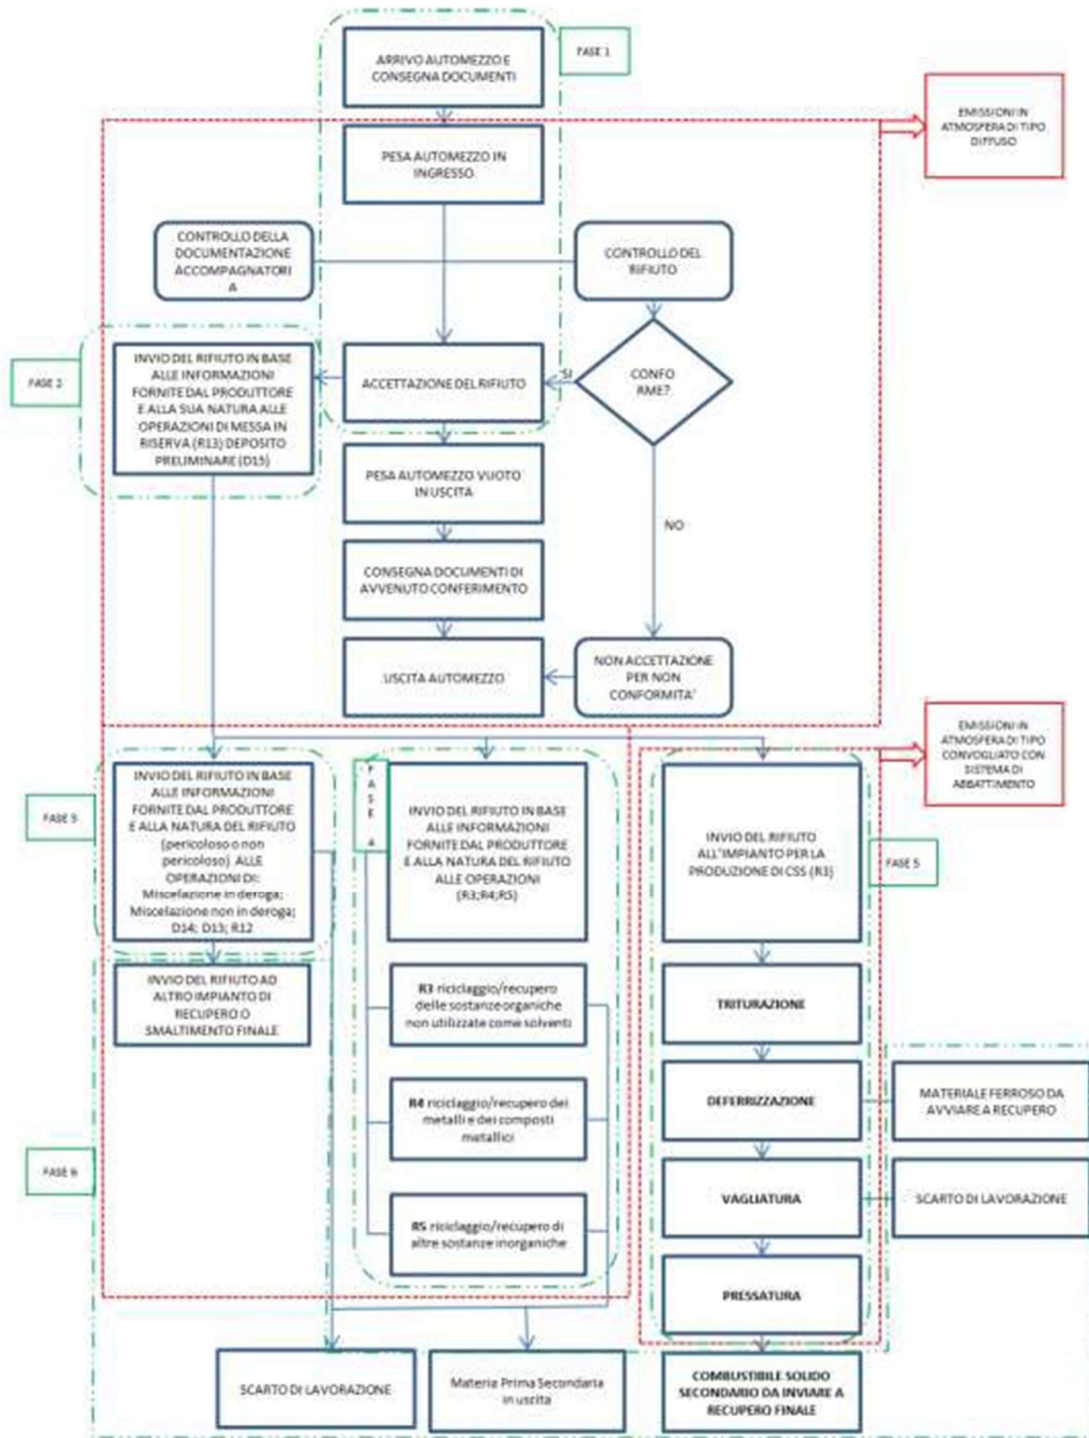 ARRIVO AUTOMEZZO E
CONSEGNA DOCUMENTI
FASE 1
EMISSIONI IN
ATMOSFERA DI TIPO
DIFFUSO
PESA AUTOMEZZO IN
INGRESSO
CONTROLLO DELLA
DOCUMENTAZIONE
ACCOMPAGNATORI
A
CONTROLLO DEL
RIFIUTO
FASE 2
INVIO DEL RIFIUTO IN BASE
ALLE INFORMAZIONI
FORNITE DAL PRODUTTORE
E ALLA SUA NATURA ALLE
OPERAZIONI DI MESSA IN
RISERVA (R13) DEPOSITO
PRELIMINARE (D15)
ACCETTAZIONE DEL RIFIUTO
SI
CONFO
RME?
PESA AUTOMEZZO VUOTO
IN USCITA
NO
CONSEGNA DOCUMENTI DI
AVVENUTO CONFERIMENTO
USCITA AUTOMEZZO
NON ACCETTAZIONE
PER NON
CONFORMITA'
EMISSIONI IN
ATMOSFERA DI TIPO
CONVOGLIATO CON
SISTEMA DI
ABBATTIMENTO
FASE 3
INVIO DEL RIFIUTO IN BASE
ALLE INFORMAZIONI
FORNITE DAL PRODUTTORE
E ALLA NATURA DEL RIFIUTO
(pericoloso o non
pericoloso) ALLE
OPERAZIONI DI:
Miscelazione in deroga;
Miscelazione non in deroga;
D14; D13; R12
F
A
S
E
4
INVIO DEL RIFIUTO IN BASE
ALLE INFORMAZIONI
FORNITE DAL PRODUTTORE
E ALLA NATURA DEL RIFIUTO
ALLE OPERAZIONI
(R3;R4;R5)
INVIO DEL RIFIUTO
ALL'IMPIANTO PER LA
PRODUZIONE DI CSS (R3)
FASE 5
INVIO DEL RIFIUTO AD
ALTRO IMPIANTO DI
RECUPERO O
SMALTIMENTO FINALE
R3 riciclaggio/recupero
delle sostanze organiche
non utilizzate come solventi
TRITURAZIONE
R4 riciclaggio/recupero dei
metalli e dei composti
metallici
DEFERRIZZAZIONE
MATERIALE FERROSO DA
AVVIARE A RECUPERO
FASE 6
R5 riciclaggio/recupero di
altre sostanze inorganiche
VAGLIATURA
SCARTO DI LAVORAZIONE
PRESSATURA
SCARTO DI LAVORAZIONE
Materia Prima Secondaria
in uscita
COMBUSTIBILE SOLIDO
SECONDARIO DA INVIARE A
RECUPERO FINALE